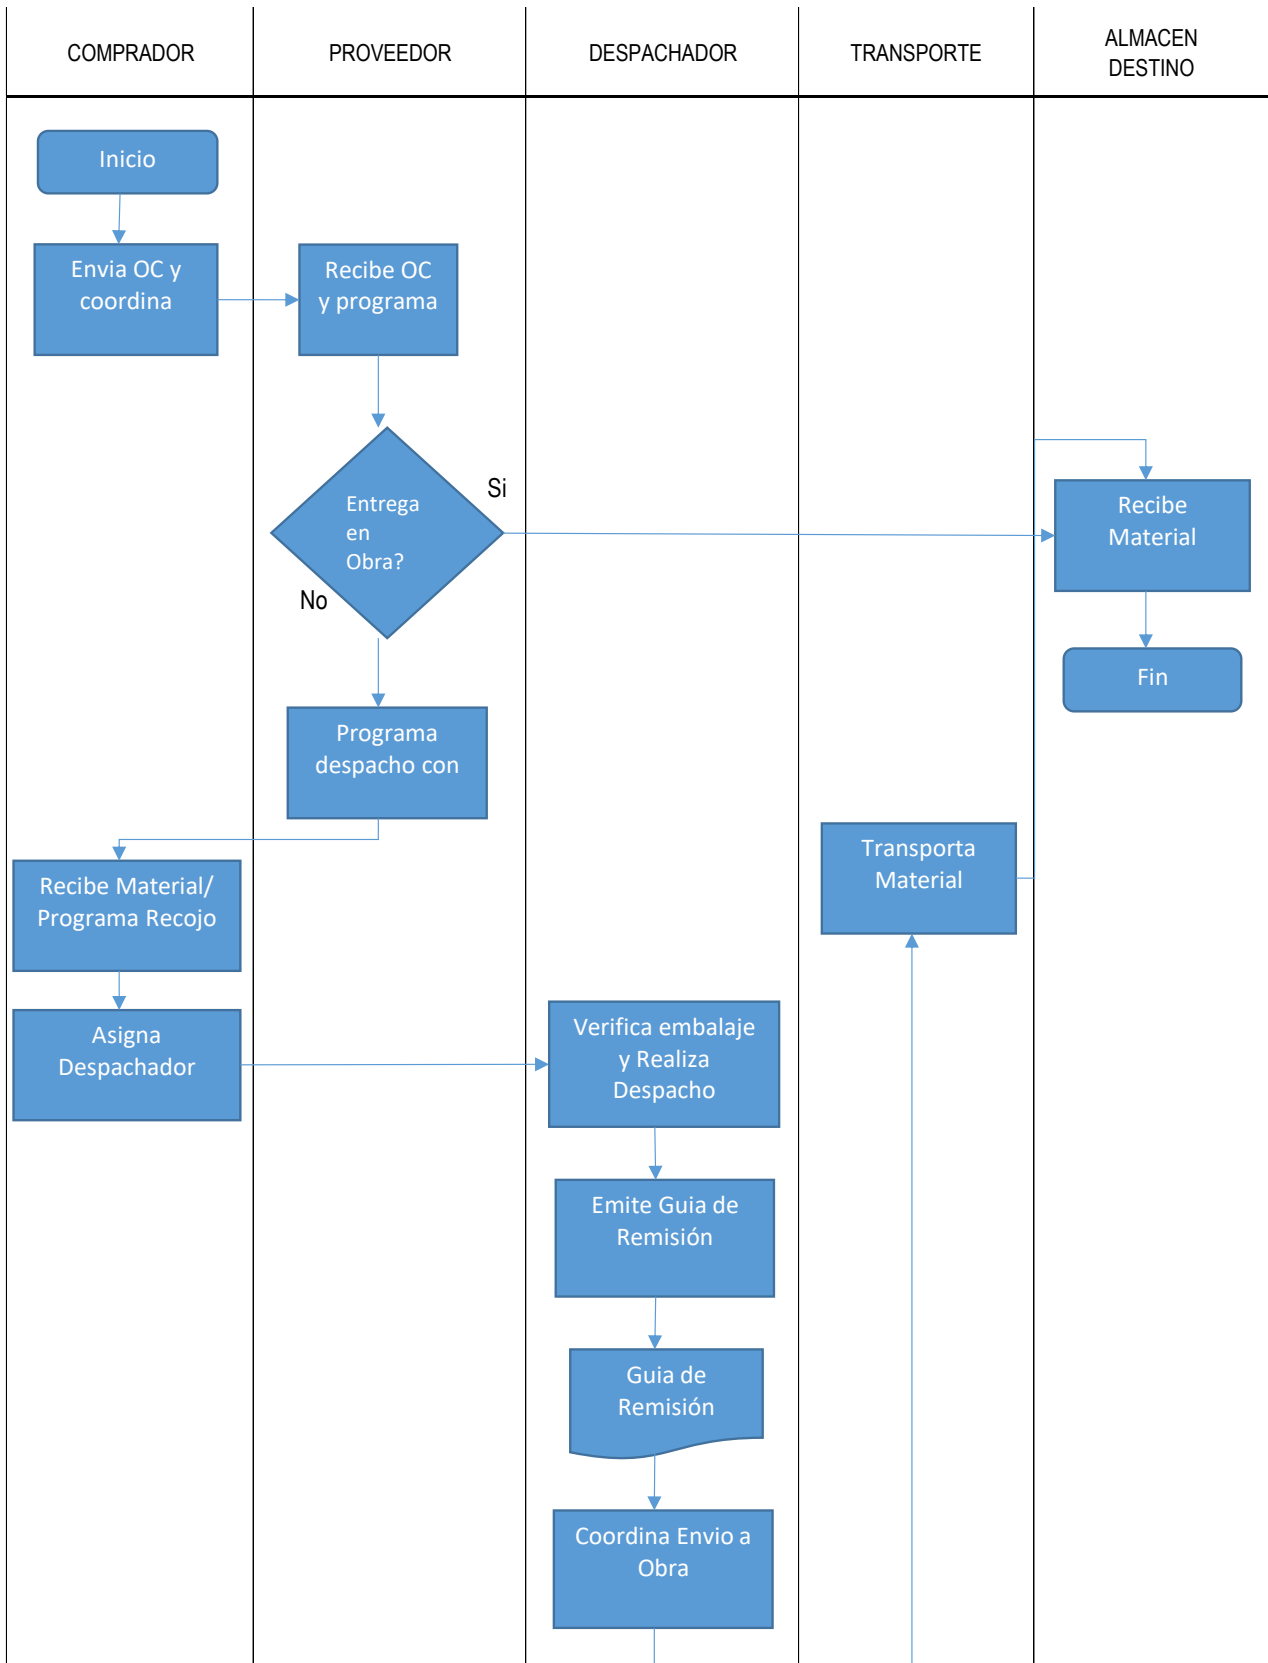 COMPRADOR
PROVEEDOR
DESPACHADOR
TRANSPORTE
ALMACEN
DESTINO
Inicio
Envia OC y
coordina
Recibe OC
y programa
Entrega
en
Obra?
Si
No
Recibe
Material
Fin
Programa
despacho con
Transporta
Material
Recibe Material/
Programa Recojo
Asigna
Despachador
Verifica embalaje
y Realiza
Despacho
Emite Guia de
Remisión
Guia de
Remisión
Coordina Envio a
Obra